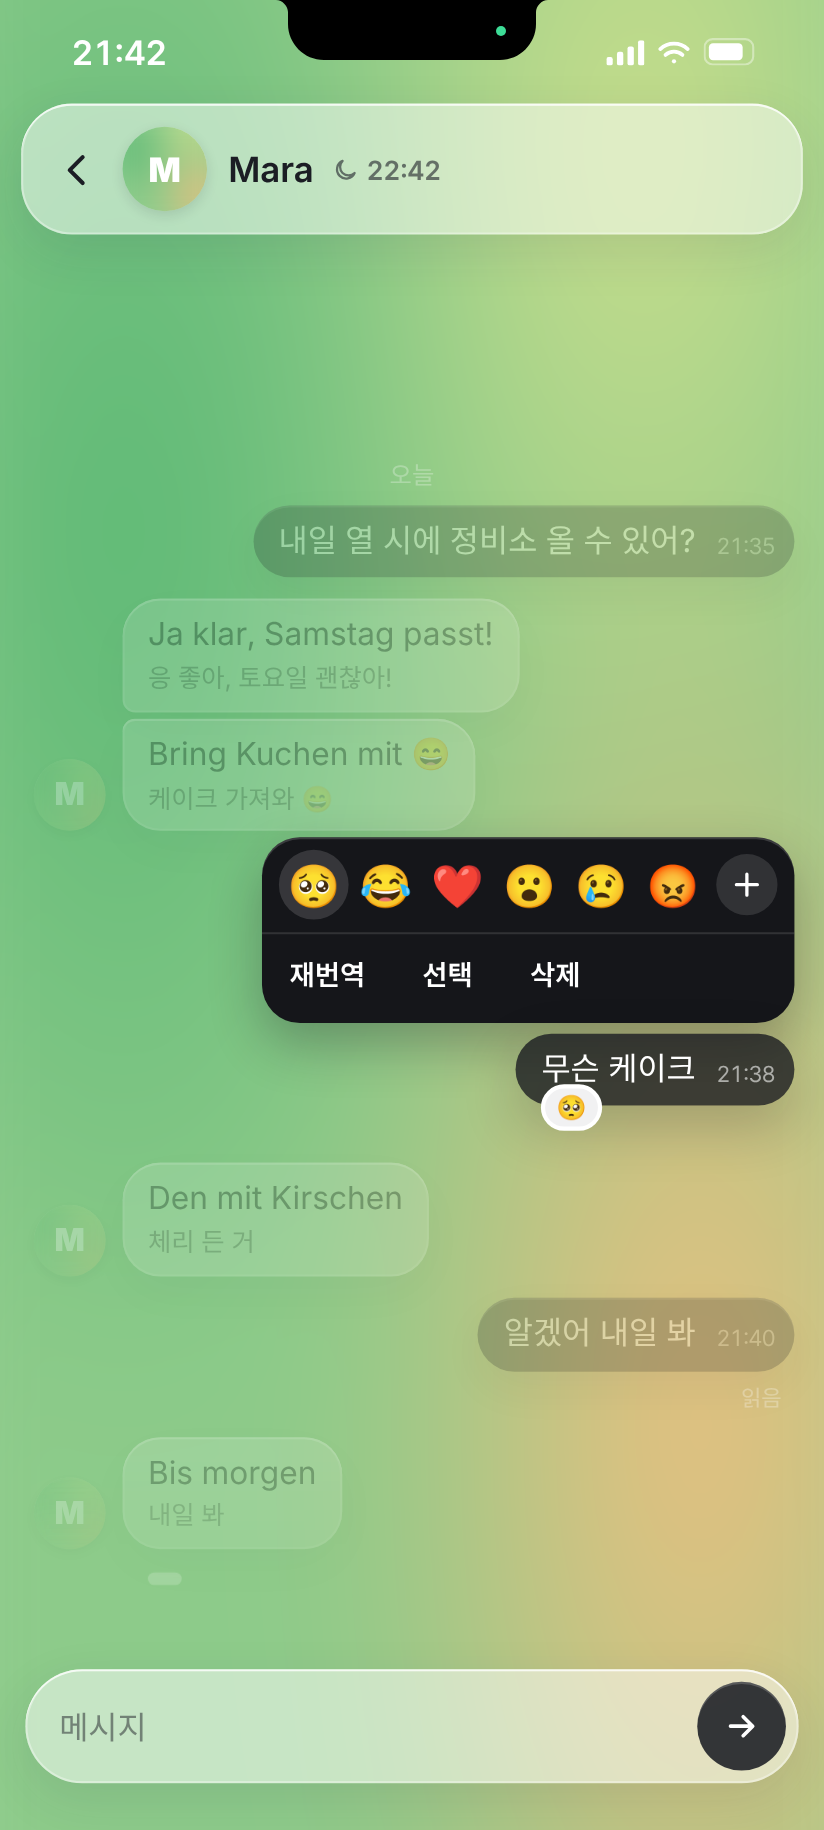 21:42
M Mara 22:42
오늘
내일 열 시에 정비소 올 수 있어? 21:35
Ja klar, Samstag passt!
응 좋아, 토요일 괜찮아!
Bring Kuchen mit 😄
케이크 가져와 😄
M
🥺 😂 ❤️ 😮 😢 😡 +
재번역 선택 삭제
무슨 케이크 21:38
🥺
Den mit Kirschen
체리 든 거
M
알겠어 내일 봐 21:40
읽음
Bis morgen
내일 봐
M
메시지